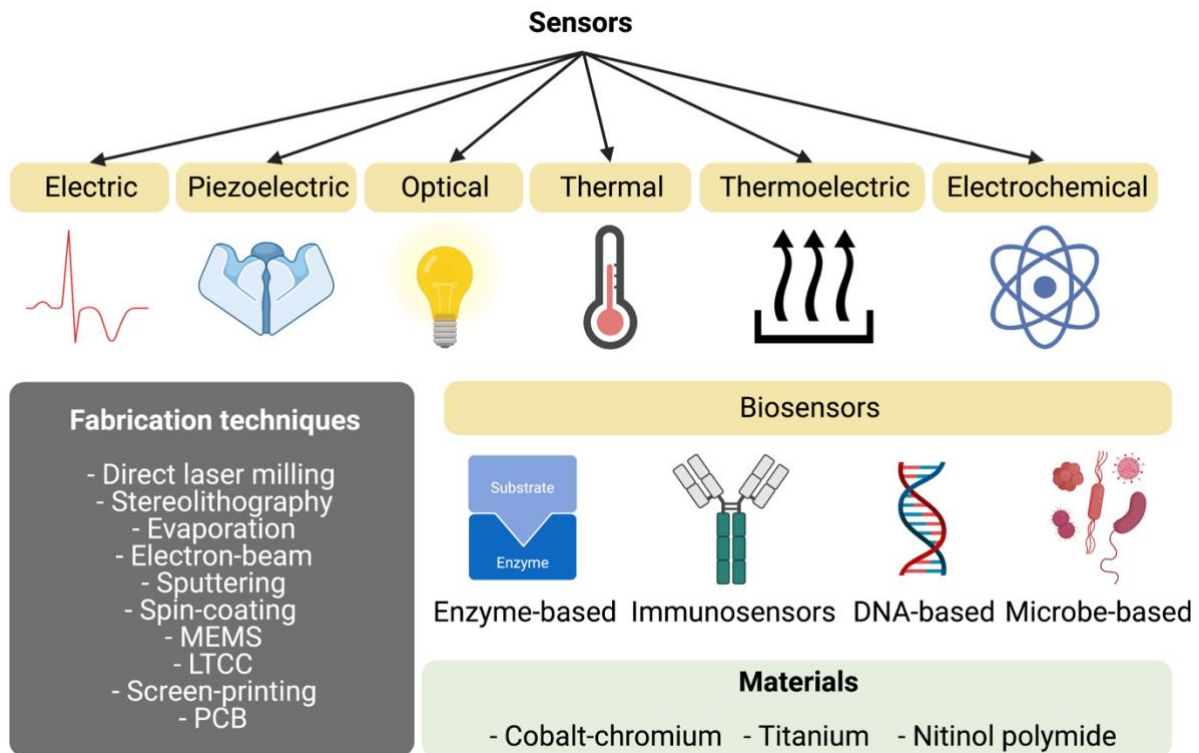 Sensors
Electric
Piezoelectric
Optical
Thermal
Thermoelectric
Electrochemical
Fabrication techniques
- Direct laser milling
- Stereolithography
- Evaporation
- Electron-beam
- Sputtering
- Spin-coating
- MEMS
- LTCC
- Screen-printing
- PCB
Biosensors
Substrate
Enzyme
Enzyme-based
Immunosensors
DNA-based
Microbe-based
Materials
- Cobalt-chromium - Titanium - Nitinol polymide